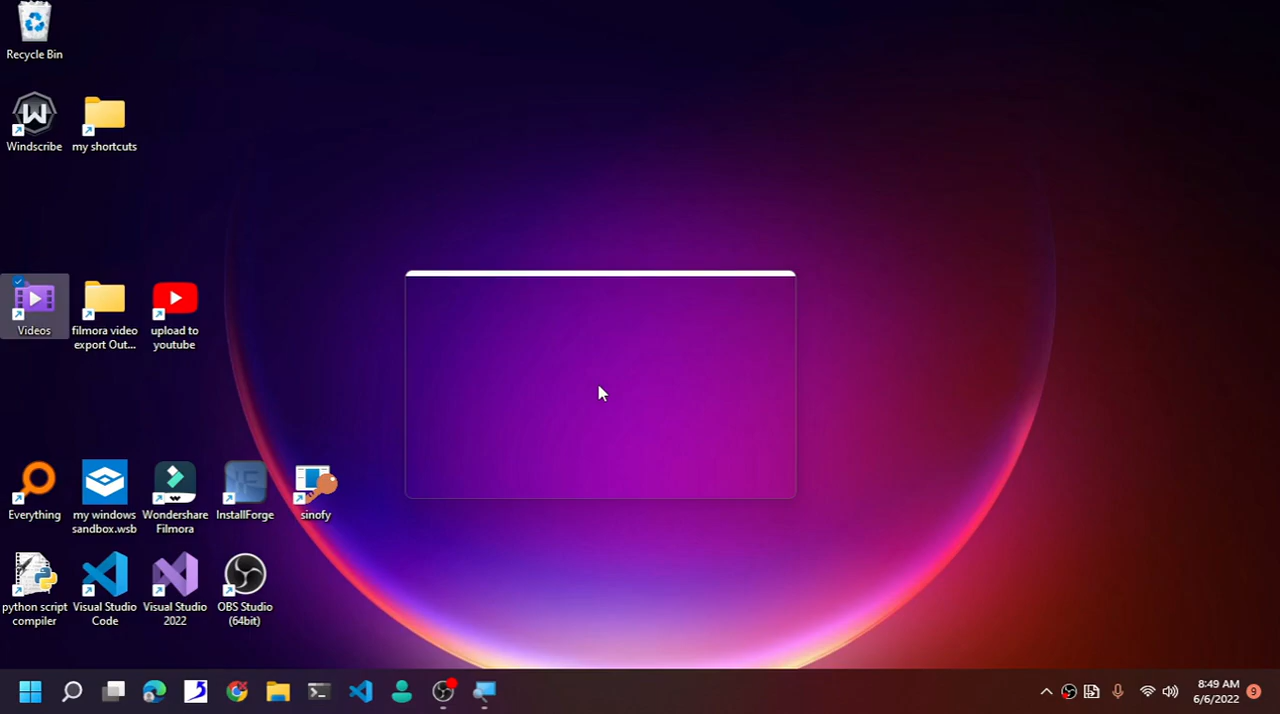 Recycle Bin
Windscribe
my shortcuts
Videos
filmora video
export Out...
upload to
youtube
Everything
my windows
sandbox.wsb
Wondershare
Filmora
InstallForge
sinofy
python script
compiler
Visual Studio
Code
Visual Studio
2022
OBS Studio
(64bit)
8:49 AM
6/6/2022
9